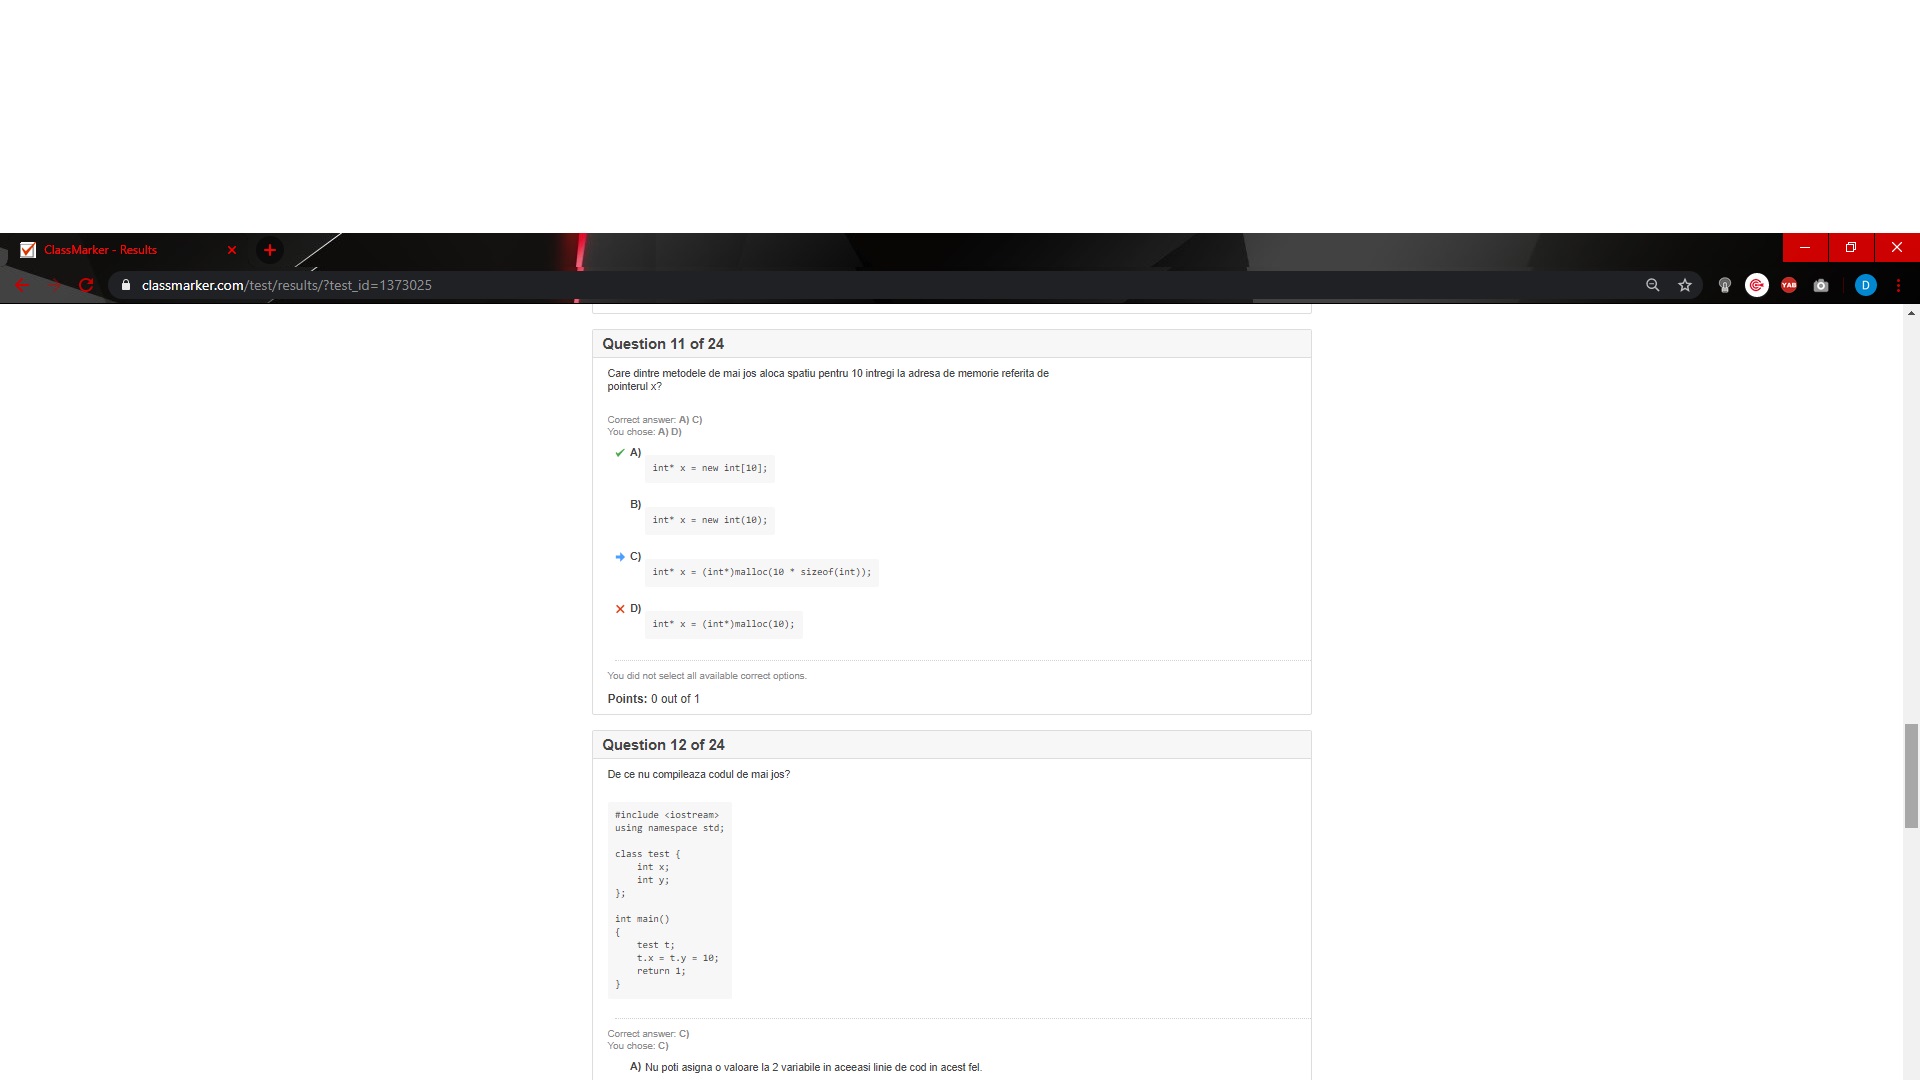 ClassMarker - Results
classmarker.com/test/results/?test_id=1373025
YAB
D
Question 11 of 24
Care dintre metodele de mai jos aloca spatiu pentru 10 intregi la adresa de memorie referita de
pointerul x?
Correct answer: A) C)
You chose: A) D)
A)
int* x = new int[10];
B)
int* x = new int(10);
C)
int* x = (int*)malloc(10 * sizeof(int));
D)
int* x = (int*)malloc(10);
You did not select all available correct options.
Points: 0 out of 1
Question 12 of 24
De ce nu compileaza codul de mai jos?
#include <iostream>
using namespace std;
class test {
    int x;
    int y;
};
int main()
{
    test t;
    t.x = t.y = 10;
    return 1;
}
Correct answer: C)
You chose: C)
A) Nu poti asigna o valoare la 2 variabile in aceeasi linie de cod in acest fel.